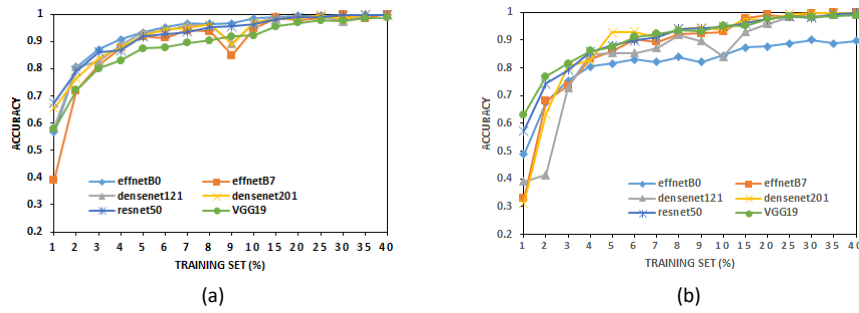 1
0.9
0.8
0.7
0.6
0.5
0.4
0.3
0.2
ACCURACY
effnetB0 effnetB7
densenet121 densenet201
resnet50 VGG19
1 2 3 4 5 6 7 8 9 10 15 20 25 30 35 40
TRAINING SET (%)
(a)
1
0.9
0.8
0.7
0.6
0.5
0.4
0.3
0.2
ACCURACY
effnetB0 effnetB7
densenet121 densenet201
resnet50 VGG19
1 2 3 4 5 6 7 8 9 10 15 20 25 30 35 40
TRAINING SET (%)
(b)